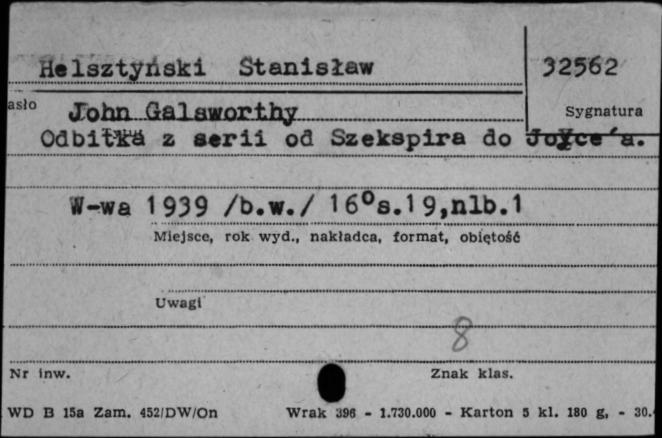 Helsztyński Stanisław 32562
asło John Galsworthy Sygnatura
Odbitka z serii od Szekspira do Joyce'a.
W-wa 1939 /b.w./ 16°s.19,nlb.1
Miejsce, rok wyd., nakładca, format, obiętość
Uwagi
8
Nr inw. Znak klas.
WD B 15a Zam. 452/DW/On Wrak 396 - 1.730.000 - Karton 5 kl. 180 g, - 30.